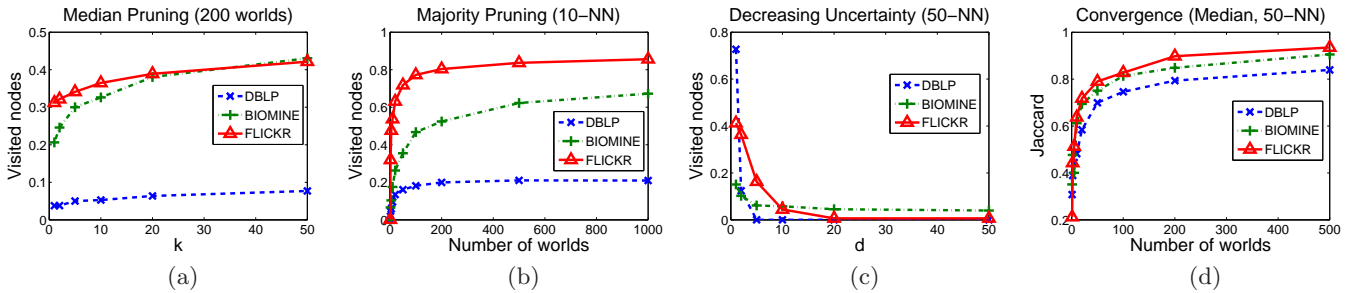 Median Pruning (200 worlds)
Visited nodes
0.5
0.4
0.3
0.2
0.1
0
0 10 20 30 40 50
k
DBLP
BIOMINE
FLICKR
(a)
Majority Pruning (10−NN)
Visited nodes
1
0.8
0.6
0.4
0.2
0
0 200 400 600 800 1000
Number of worlds
DBLP
BIOMINE
FLICKR
(b)
Decreasing Uncertainty (50−NN)
Visited nodes
0.8
0.6
0.4
0.2
0
0 10 20 30 40 50
d
DBLP
BIOMINE
FLICKR
(c)
Convergence (Median, 50−NN)
Jaccard
1
0.8
0.6
0.4
0.2
0 100 200 300 400 500
Number of worlds
DBLP
BIOMINE
FLICKR
(d)